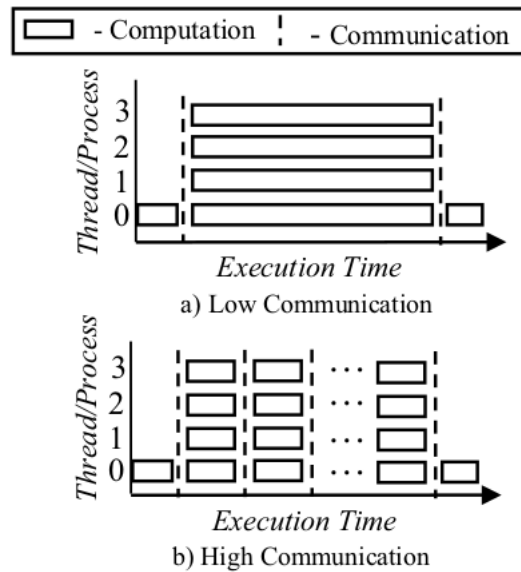 - Computation - Communication
Thread/Process
3
2
1
0
Execution Time
a) Low Communication
Thread/Process
3
2
1
0
...
Execution Time
b) High Communication